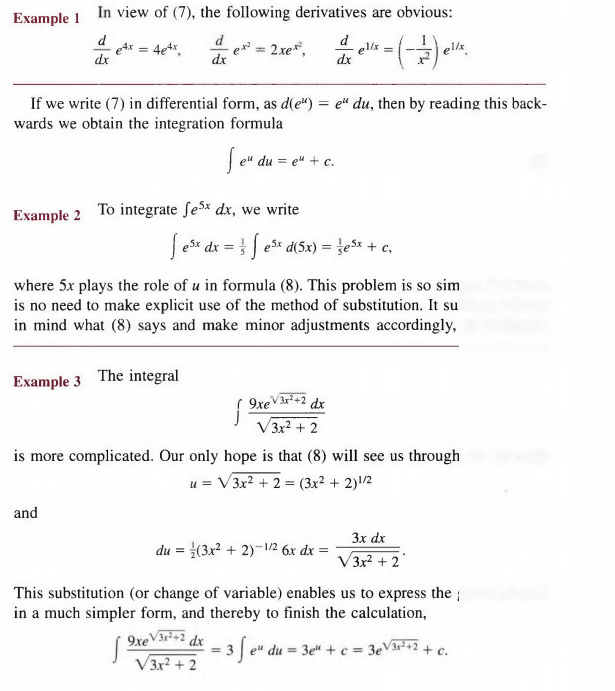 Example 1 In view of (7), the following derivatives are obvious:
d/dx e^{4x} = 4e^{4x}, d/dx e^{x²} = 2xe^{x²}, d/dx e^{1/x} = (−1/x²) e^{1/x}.
If we write (7) in differential form, as d(e^u) = e^u du, then by reading this back-
wards we obtain the integration formula
∫ e^u du = e^u + c.
Example 2 To integrate ∫e^{5x} dx, we write
∫ e^{5x} dx = 1/5 ∫ e^{5x} d(5x) = 1/5 e^{5x} + c,
where 5x plays the role of u in formula (8). This problem is so sim
is no need to make explicit use of the method of substitution. It su
in mind what (8) says and make minor adjustments accordingly,
Example 3 The integral
∫ 9xe^{√(3x²+2)} dx / √(3x² + 2)
is more complicated. Our only hope is that (8) will see us through
u = √(3x² + 2) = (3x² + 2)^{1/2}
and
du = 1/2(3x² + 2)^{−1/2} 6x dx = 3x dx / √(3x² + 2).
This substitution (or change of variable) enables us to express the
in a much simpler form, and thereby to finish the calculation,
∫ 9xe^{√(3x²+2)} dx / √(3x² + 2) = 3 ∫ e^u du = 3e^u + c = 3e^{√(3x²+2)} + c.